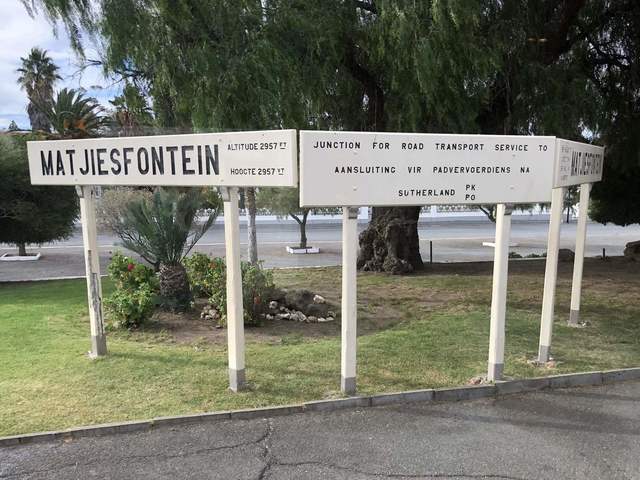 MATJIESFONTEIN
ALTITUDE 2957 FT
HOOGTE 2957 VT
JUNCTION FOR ROAD TRANSPORT SERVICE TO
AANSLUITING VIR PADVERVOERDIENS NA
SUTHERLAND PK
PO
MATJIESFONTEIN